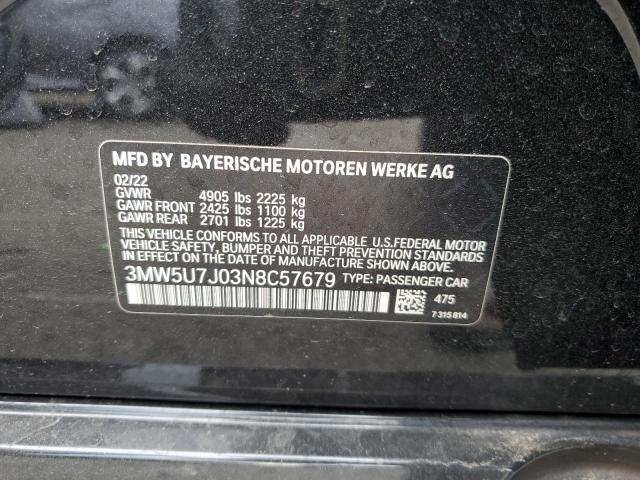 MFD BY BAYERISCHE MOTOREN WERKE AG
02/22
GVWR 4905 lbs 2225 kg
GAWR FRONT 2425 lbs 1100 kg
GAWR REAR 2701 lbs 1225 kg
THIS VEHICLE CONFORMS TO ALL APPLICABLE U.S.FEDERAL MOTOR
VEHICLE SAFETY, BUMPER AND THEFT PREVENTION STANDARDS
IN EFFECT ON THE DATE OF MANUFACTURE SHOWN ABOVE.
3MW5U7J03N8C57679 TYPE: PASSENGER CAR
475
7 315 814